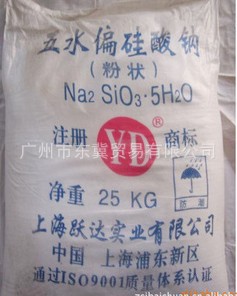 五水偏硅酸钠
(粉状)
Na2 SiO3·5H2O
注册 YD® 商标
广州市东冀贸易有限公司
防潮
净重 25 KG
上海跃达实业有限公司
中国 上海浦东新区
通过ISO9001质量体系认证